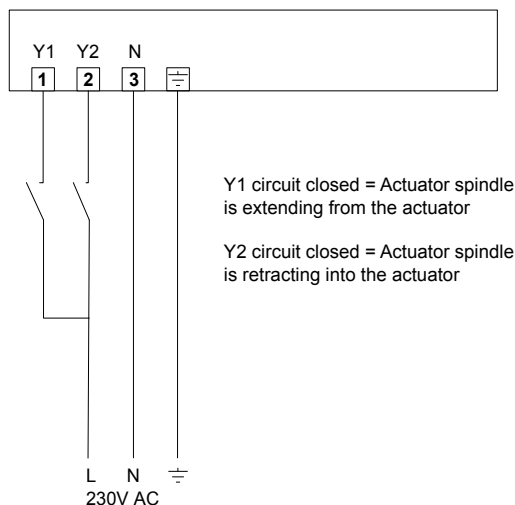 Y1 Y2 N
1 2 3
Y1 circuit closed = Actuator spindle
is extending from the actuator
Y2 circuit closed = Actuator spindle
is retracting into the actuator
L N
230V AC